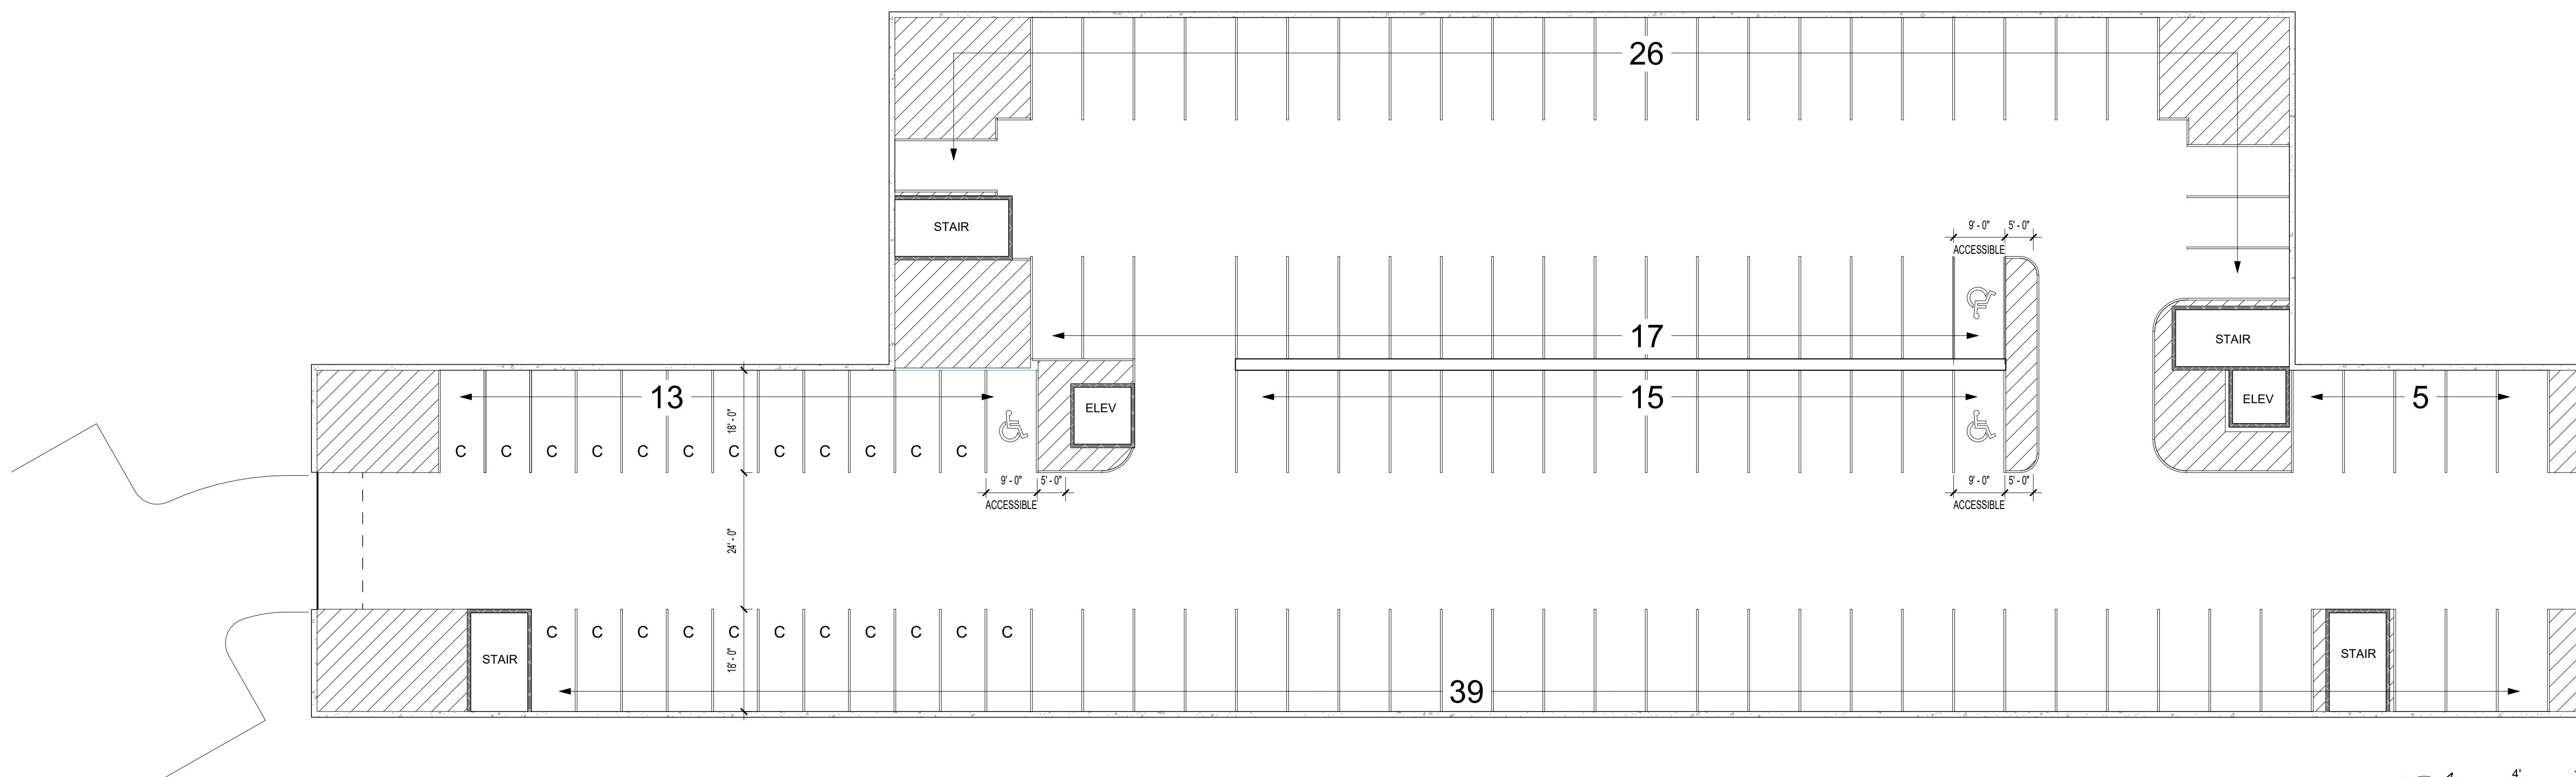 26
STAIR
9' - 0" 5' - 0"
ACCESSIBLE
17
STAIR
13
15
5
ELEV
ELEV
18' - 0"
C C C C C C C C C C C C
9' - 0" 5' - 0"
ACCESSIBLE
9' - 0" 5' - 0"
ACCESSIBLE
24' - 0"
C C C C C C C C C C C
STAIR
18' - 0"
STAIR
39
4'